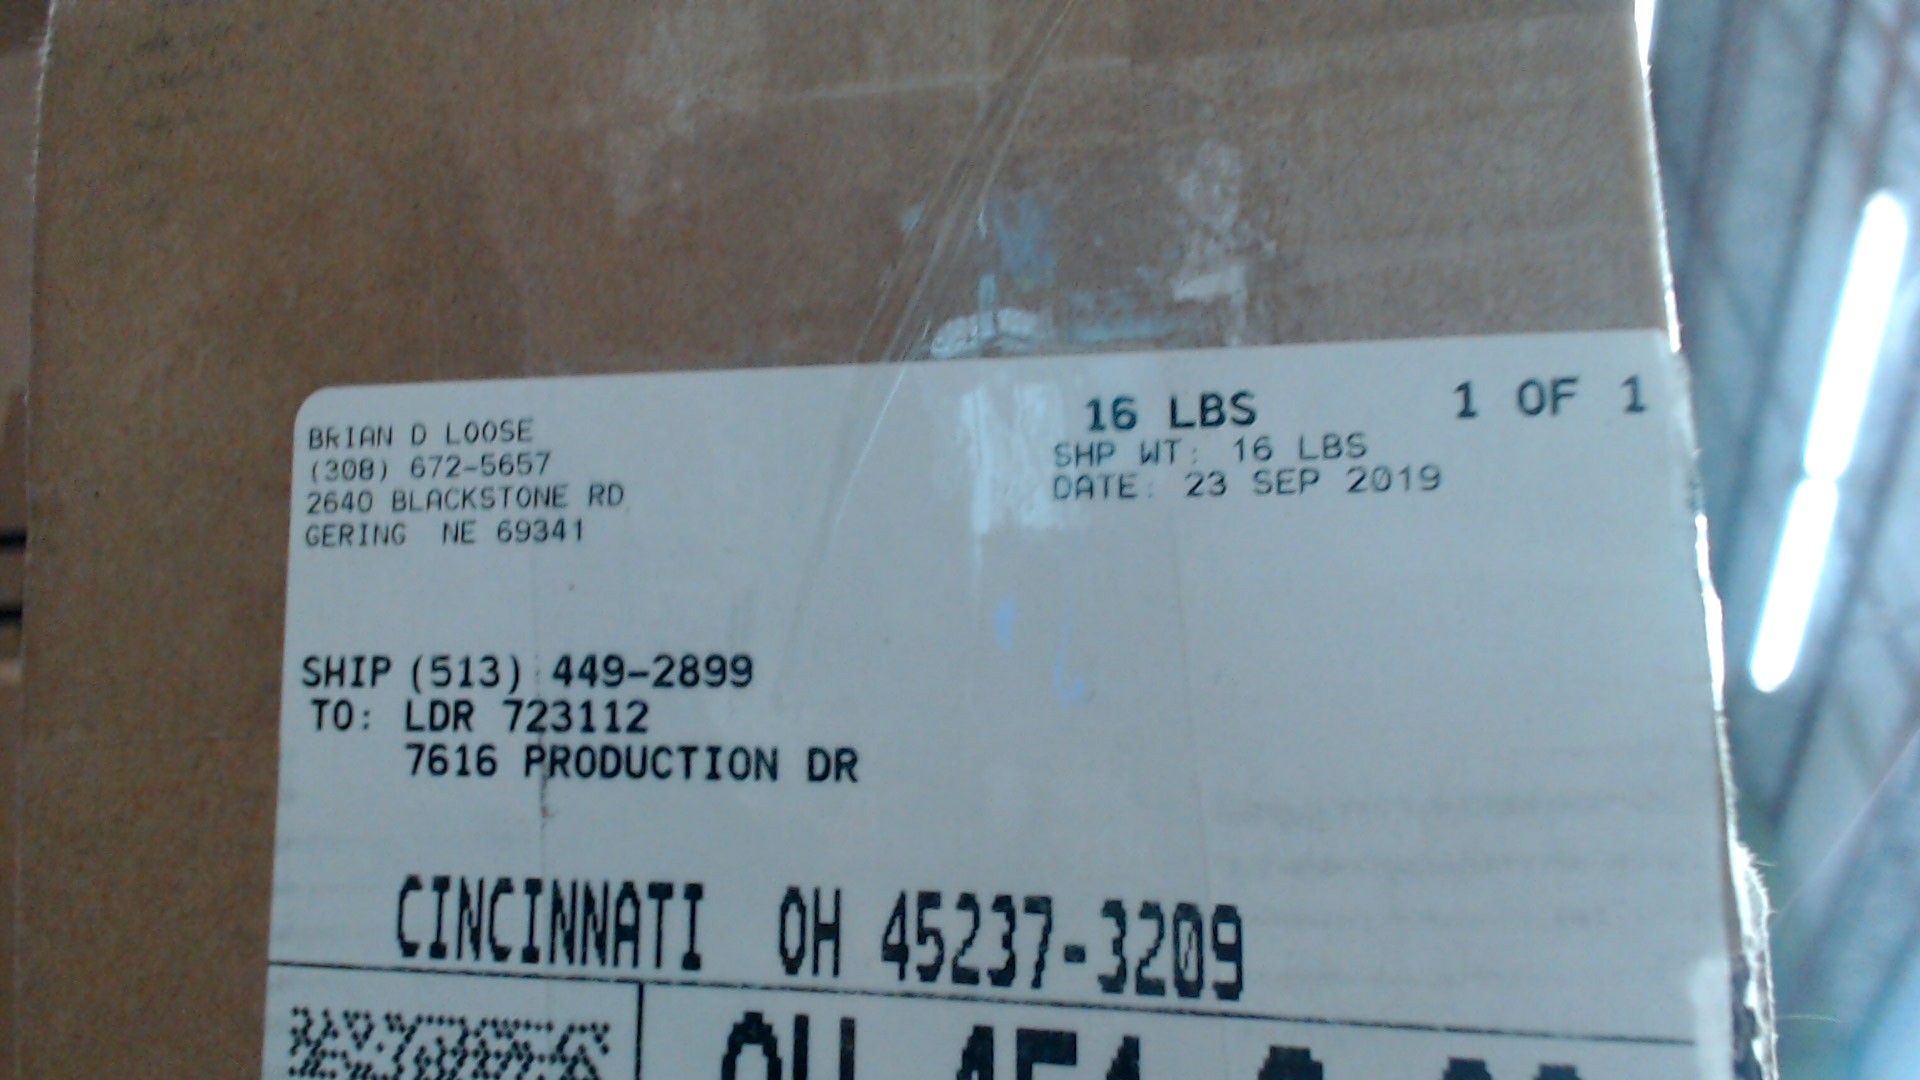 BRIAN D LOOSE
(308) 672-5657
2640 BLACKSTONE RD
GERING NE 69341
16 LBS
1 OF 1
SHP WT: 16 LBS
DATE: 23 SEP 2019
SHIP (513) 449-2899
TO: LDR 723112
7616 PRODUCTION DR
CINCINNATI OH 45237-3209